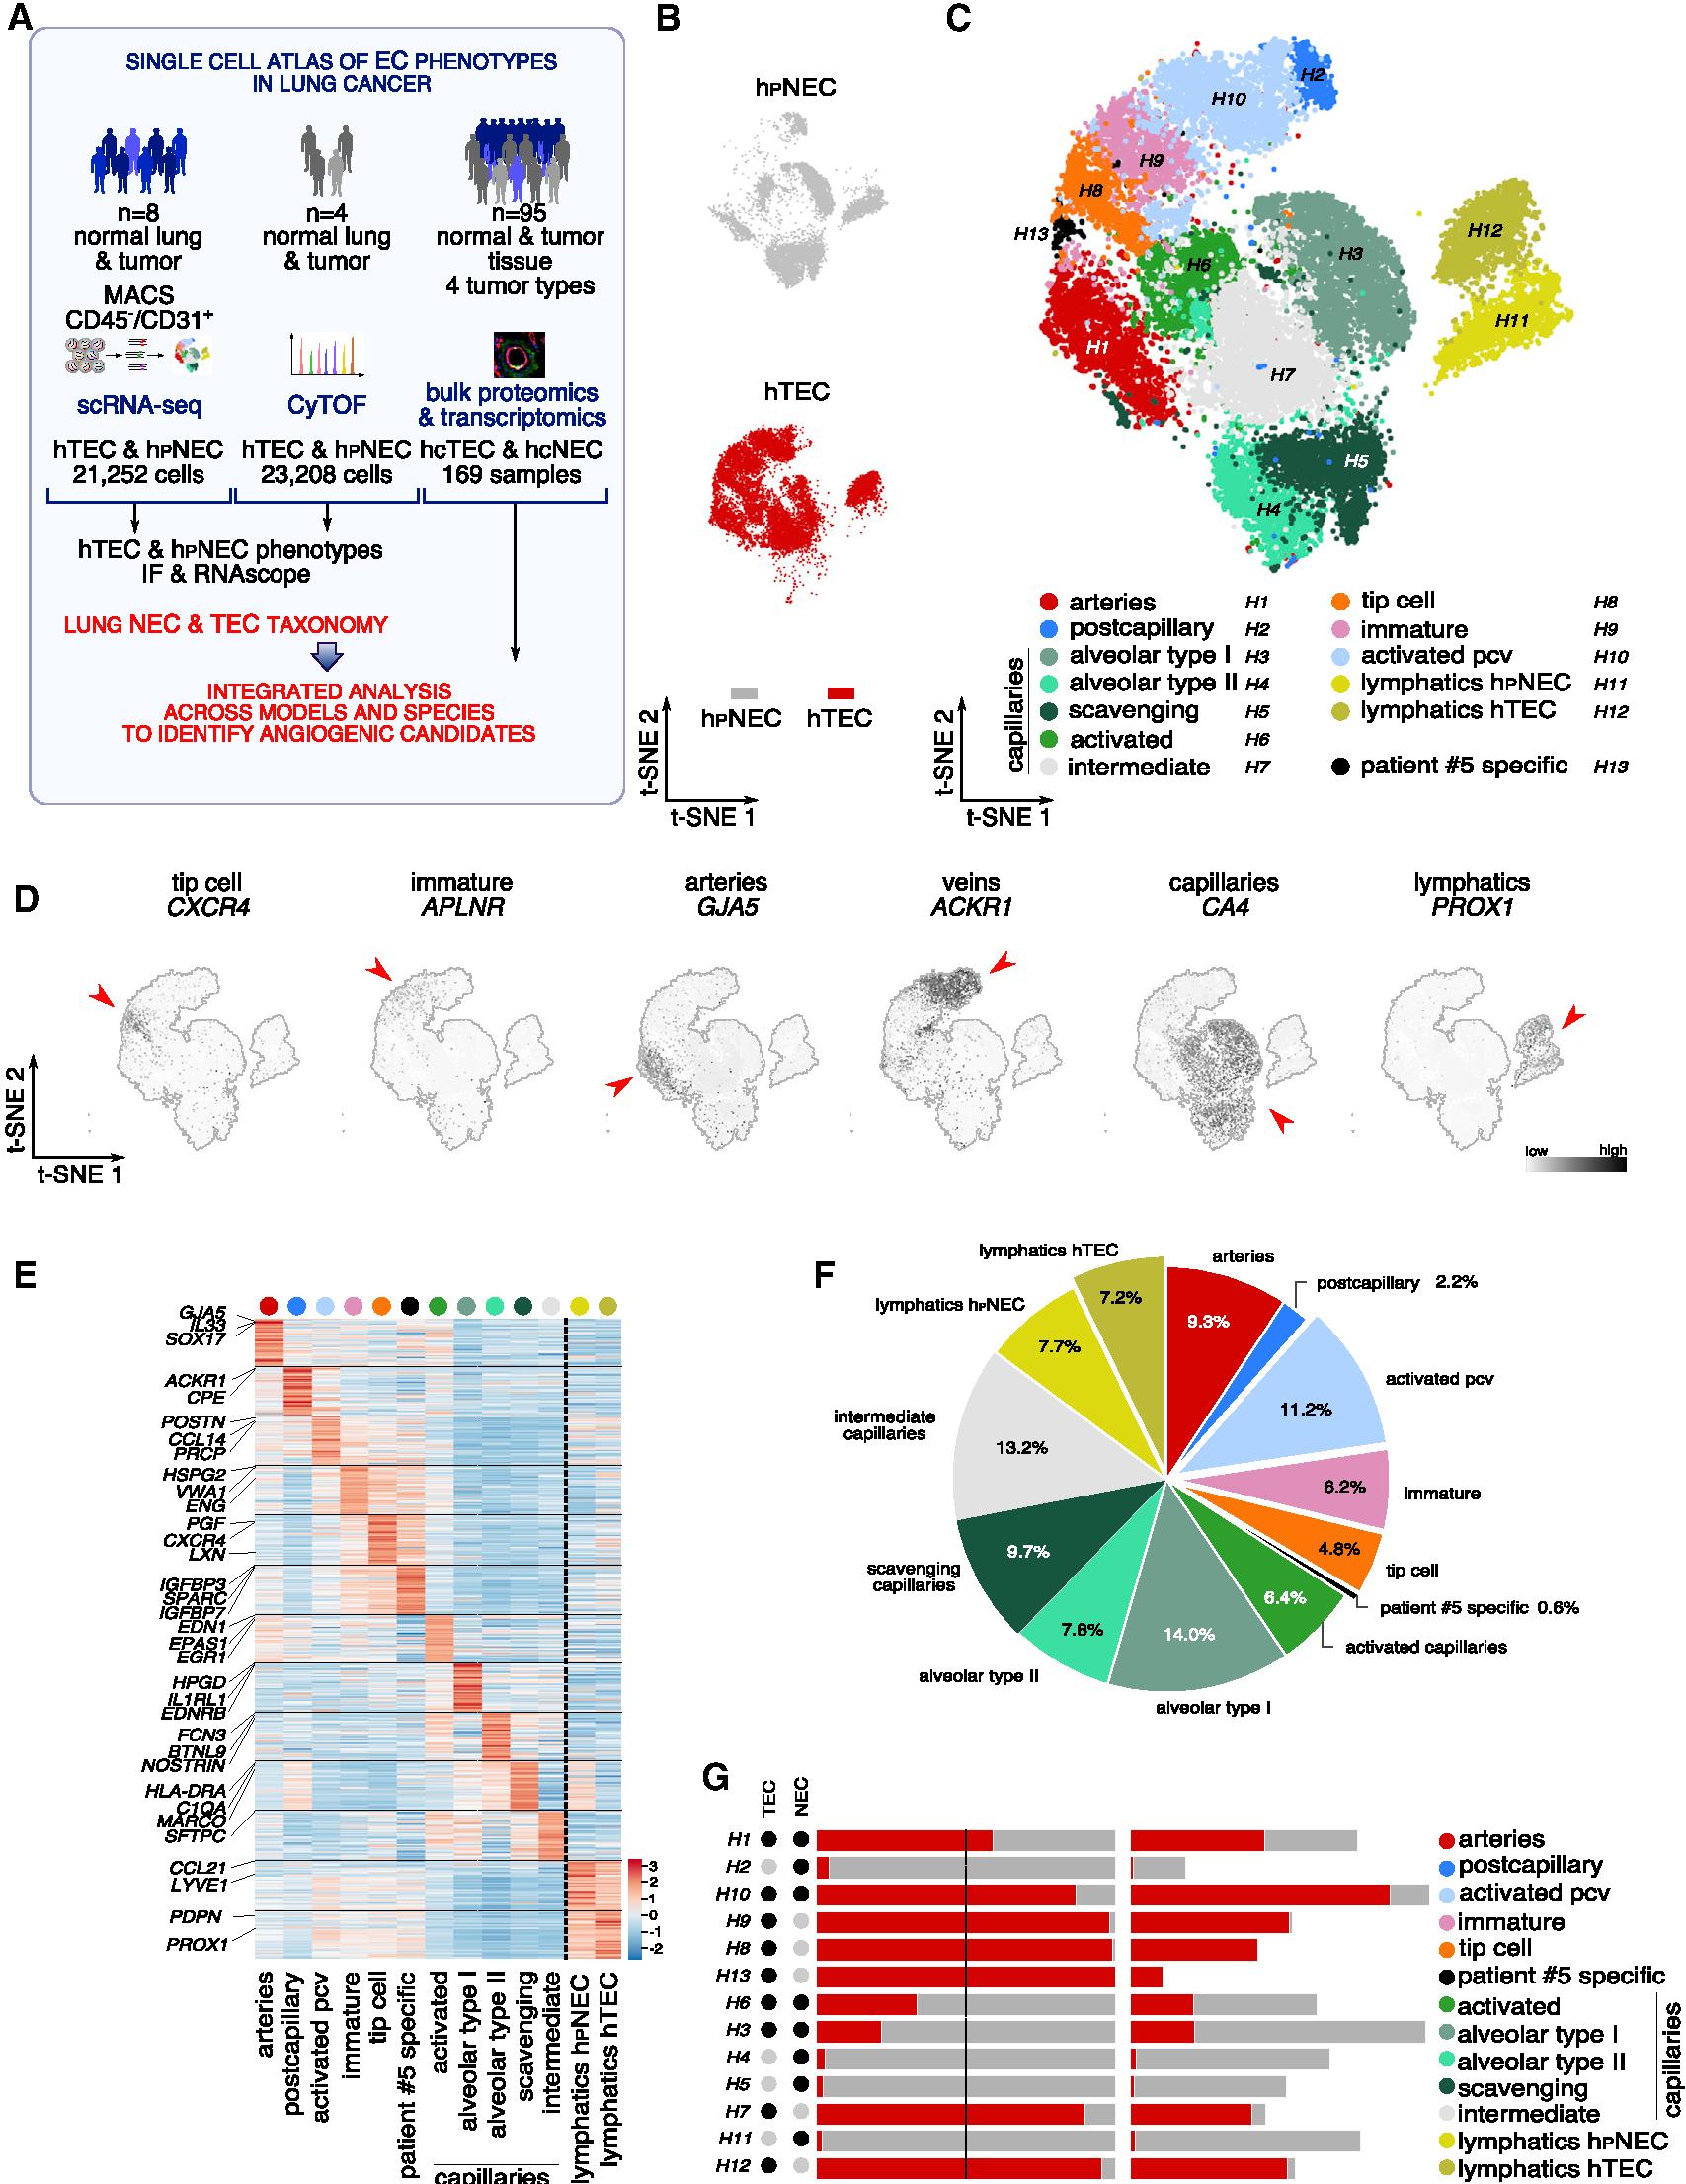 A
SINGLE CELL ATLAS OF EC PHENOTYPES
IN LUNG CANCER
n=8
normal lung
& tumor
MACS
CD45-/CD31+
scRNA-seq
hTEC & hPNEC
21,252 cells
n=4
normal lung
& tumor
CyTOF
hTEC & hPNEC
23,208 cells
n=95
normal & tumor
tissue
4 tumor types
bulk proteomics
& transcriptomics
hcTEC & hcNEC
169 samples
hTEC & hPNEC phenotypes
IF & RNAscope
LUNG NEC & TEC TAXONOMY
INTEGRATED ANALYSIS
ACROSS MODELS AND SPECIES
TO IDENTIFY ANGIOGENIC CANDIDATES
B
hPNEC
hTEC
hPNEC hTEC
t-SNE 2
t-SNE 1
C
H2
H10
H9
H8
H13
H12
H3
H6
H11
H1
H7
H5
H4
arteries H1
postcapillary H2
alveolar type I H3
alveolar type II H4
scavenging H5
activated H6
intermediate H7
capillaries
tip cell H8
immature H9
activated pcv H10
lymphatics hPNEC H11
lymphatics hTEC H12
patient #5 specific H13
t-SNE 2
t-SNE 1
D
tip cell
CXCR4
immature
APLNR
arteries
GJA5
veins
ACKR1
capillaries
CA4
lymphatics
PROX1
t-SNE 2
t-SNE 1
low high
E
GJA5
IL33
SOX17
ACKR1
CPE
POSTN
CCL14
PRCP
HSPG2
VWA1
ENG
PGF
CXCR4
LXN
IGFBP3
SPARC
IGFBP7
EDN1
EPAS1
EGR1
HPGD
IL1RL1
EDNRB
FCN3
BTNL9
NOSTRIN
HLA-DRA
C1QA
MARCO
SFTPC
CCL21
LYVE1
PDPN
PROX1
3
2
1
0
-1
-2
arteries
postcapillary
activated pcv
immature
tip cell
patient #5 specific
activated
alveolar type I
alveolar type II
scavenging
intermediate
lymphatics hPNEC
lymphatics hTEC
capillaries
F
lymphatics hTEC
7.2%
arteries
9.3%
postcapillary 2.2%
activated pcv
11.2%
immature
6.2%
tip cell
4.8%
patient #5 specific 0.6%
activated capillaries
6.4%
alveolar type I
14.0%
alveolar type II
7.8%
scavenging
capillaries
9.7%
intermediate
capillaries
13.2%
lymphatics hPNEC
7.7%
G
TEC
NEC
H1
H2
H10
H9
H8
H13
H6
H3
H4
H5
H7
H11
H12
arteries
postcapillary
activated pcv
immature
tip cell
patient #5 specific
activated
alveolar type I
alveolar type II
scavenging
intermediate
lymphatics hPNEC
lymphatics hTEC
capillaries